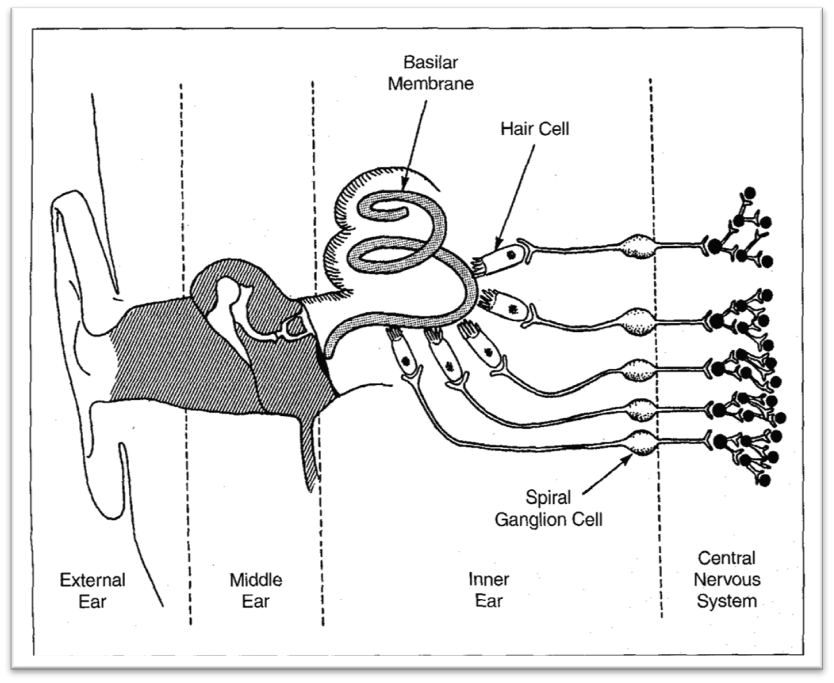 Basilar
Membrane
Hair Cell
Spiral
Ganglion Cell
External
Ear
Middle
Ear
Inner
Ear
Central
Nervous
System